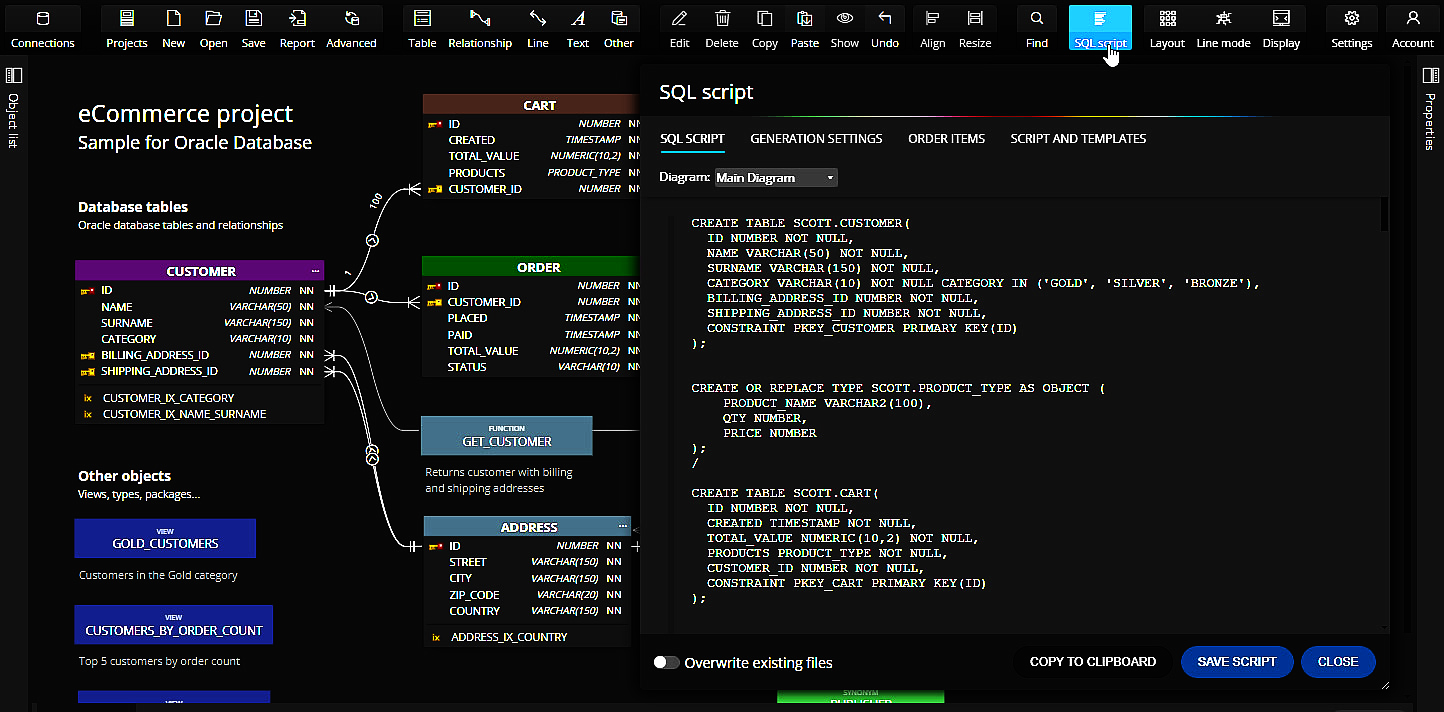 Connections Projects New Open Save Report Advanced Table Relationship Line Text Other Edit Delete Copy Paste Show Undo Align Resize Find SQL script Layout Line mode Display Settings Account
Object list
Properties
eCommerce project
Sample for Oracle Database
Database tables
Oracle database tables and relationships
CUSTOMER ...
ID NUMBER NN
NAME VARCHAR(50) NN
SURNAME VARCHAR(150) NN
CATEGORY VARCHAR(10) NN
BILLING_ADDRESS_ID NUMBER NN
SHIPPING_ADDRESS_ID NUMBER NN
ix CUSTOMER_IX_CATEGORY
ix CUSTOMER_IX_NAME_SURNAME
Other objects
Views, types, packages...
VIEW
GOLD_CUSTOMERS
Customers in the Gold category
VIEW
CUSTOMERS_BY_ORDER_COUNT
Top 5 customers by order count
VIEW
100
CART
ID NUMBER NN
CREATED TIMESTAMP NN
TOTAL_VALUE NUMERIC(10,2) NN
PRODUCTS PRODUCT_TYPE NN
CUSTOMER_ID NUMBER NN
ORDER
ID NUMBER NN
CUSTOMER_ID NUMBER NN
PLACED TIMESTAMP NN
PAID TIMESTAMP NN
TOTAL_VALUE NUMERIC(10,2) NN
STATUS VARCHAR(10) NN
FUNCTION
GET_CUSTOMER
Returns customer with billing
and shipping addresses
ADDRESS ...
ID NUMBER NN
STREET VARCHAR(150) NN
CITY VARCHAR(150) NN
ZIP_CODE VARCHAR(20) NN
COUNTRY VARCHAR(150) NN
ix ADDRESS_IX_COUNTRY
SQL script
SQL SCRIPT GENERATION SETTINGS ORDER ITEMS SCRIPT AND TEMPLATES
Diagram: Main Diagram
CREATE TABLE SCOTT.CUSTOMER(
ID NUMBER NOT NULL,
NAME VARCHAR(50) NOT NULL,
SURNAME VARCHAR(150) NOT NULL,
CATEGORY VARCHAR(10) NOT NULL CATEGORY IN ('GOLD', 'SILVER', 'BRONZE'),
BILLING_ADDRESS_ID NUMBER NOT NULL,
SHIPPING_ADDRESS_ID NUMBER NOT NULL,
CONSTRAINT PKEY_CUSTOMER PRIMARY KEY(ID)
);
CREATE OR REPLACE TYPE SCOTT.PRODUCT_TYPE AS OBJECT (
PRODUCT_NAME VARCHAR2(100),
QTY NUMBER,
PRICE NUMBER
);
/
CREATE TABLE SCOTT.CART(
ID NUMBER NOT NULL,
CREATED TIMESTAMP NOT NULL,
TOTAL_VALUE NUMERIC(10,2) NOT NULL,
PRODUCTS PRODUCT_TYPE NOT NULL,
CUSTOMER_ID NUMBER NOT NULL,
CONSTRAINT PKEY_CART PRIMARY KEY(ID)
);
Overwrite existing files COPY TO CLIPBOARD SAVE SCRIPT CLOSE
SYNONYM